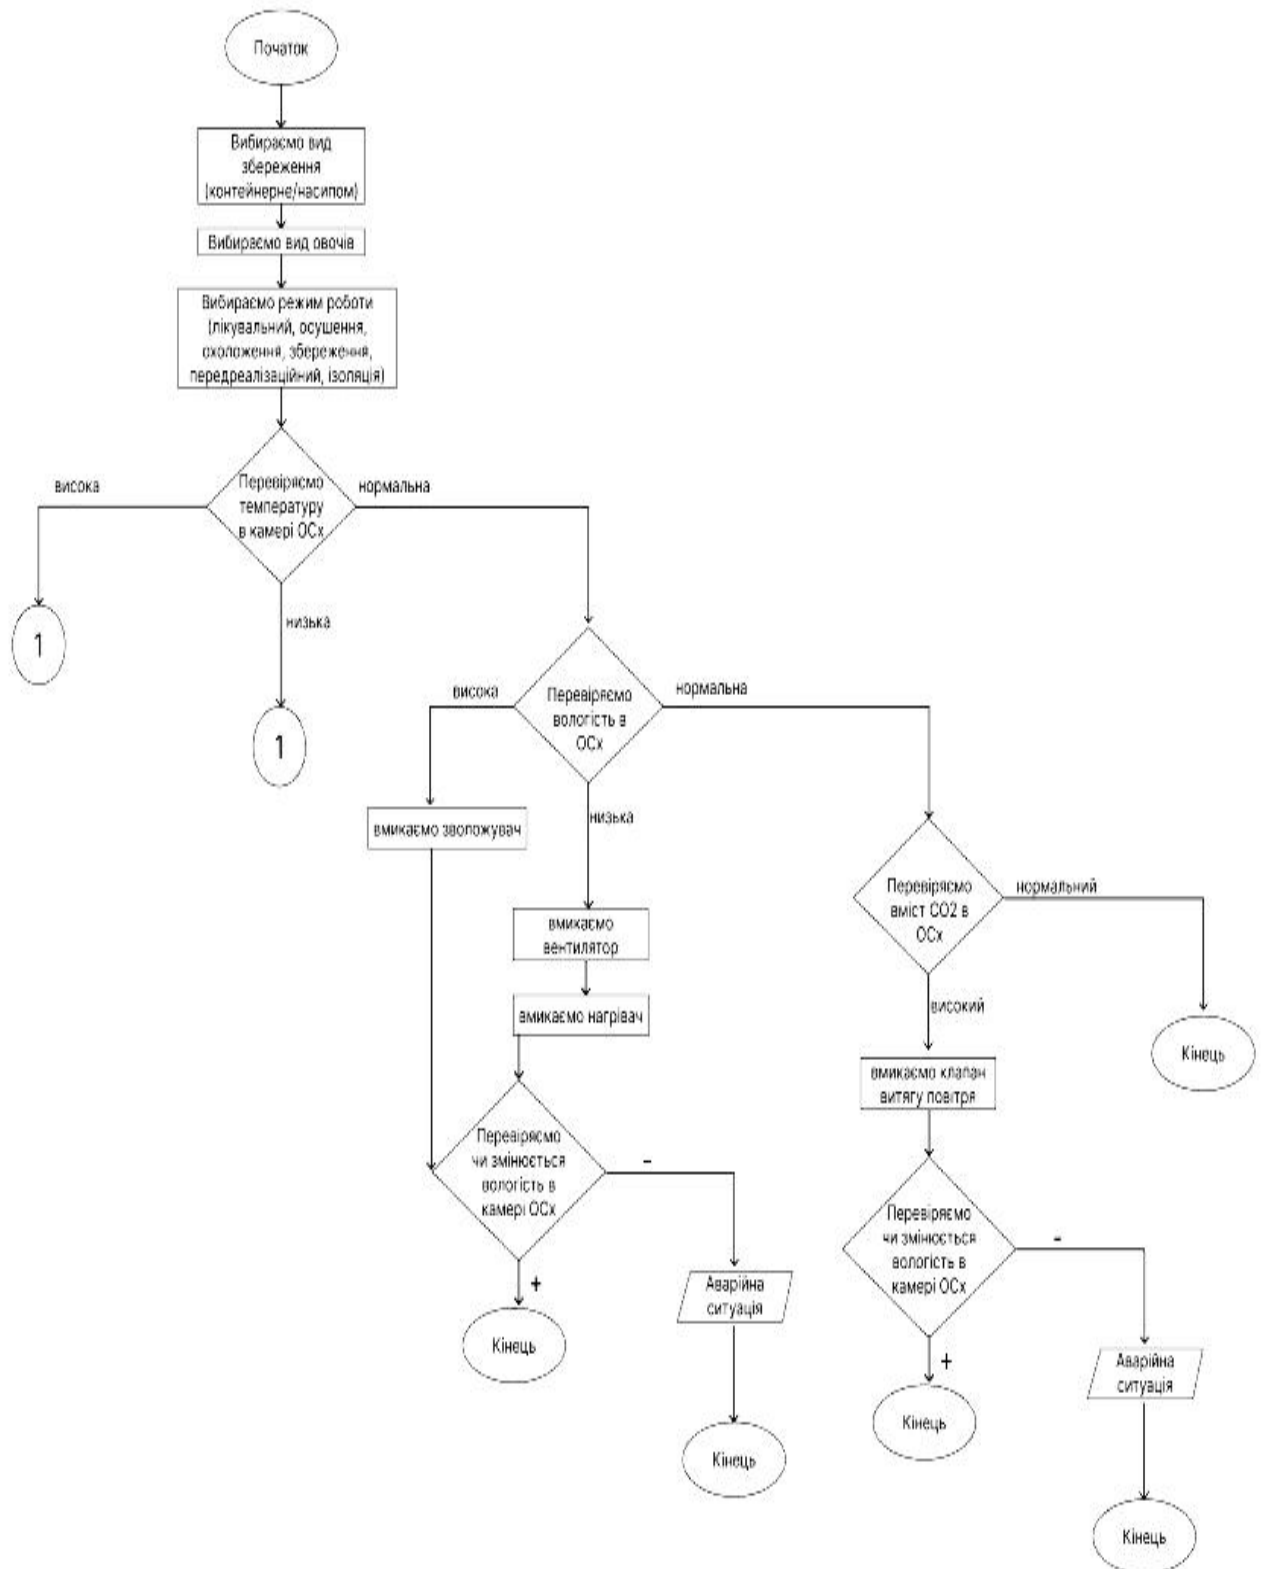 Початок
Вибираємо вид
збереження
(контейнерне/насипом)
Вибираємо вид овочів
Вибираємо режим роботи
(лікувальний, осушення,
охоложення, збереження,
передреалізаційний, ізоляція)
висока
Перевіряємо
температуру
в камері ОСх
нормальна
1
низька
1
висока
Перевіряємо
вологість в
ОСх
нормальна
вмикаємо зволожувач
низька
вмикаємо
вентилятор
вмикаємо нагрівач
Перевіряємо
вміст СО2 в
ОСх
нормальний
високий
Кінець
вмикаємо клапан
витягу повітря
Перевіряємо
чи змінюється
вологість в
камері ОСх
–
+
Кінець
Аварійна
ситуація
Кінець
Перевіряємо
чи змінюється
вологість в
камері ОСх
–
+
Кінець
Аварійна
ситуація
Кінець